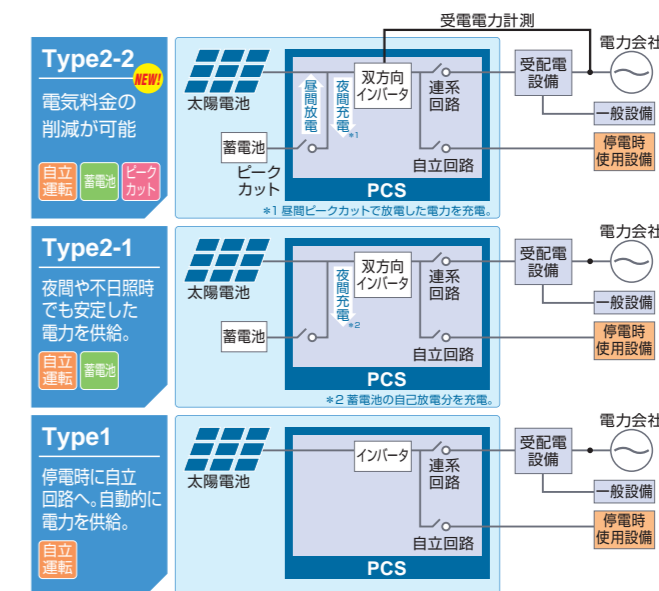 受電電力計測
Type2-2
NEW!
電気料金の
削減が可能
自立
運転
蓄電池
ピーク
カット
太陽電池
蓄電池
ピーク
カット
昼間放電
夜間充電
*1
双方向
インバータ
連系
回路
自立回路
PCS
*1 昼間ピークカットで放電した電力を充電。
受配電
設備
電力会社
一般設備
停電時
使用設備
Type2-1
夜間や不日照時
でも安定した
電力を供給。
自立
運転
蓄電池
太陽電池
蓄電池
夜間充電
*2
双方向
インバータ
連系
回路
自立回路
PCS
*2 蓄電池の自己放電分を充電。
受配電
設備
電力会社
一般設備
停電時
使用設備
Type1
停電時に自立
回路へ。自動的に
電力を供給。
自立
運転
太陽電池
インバータ
連系
回路
自立回路
PCS
受配電
設備
電力会社
一般設備
停電時
使用設備